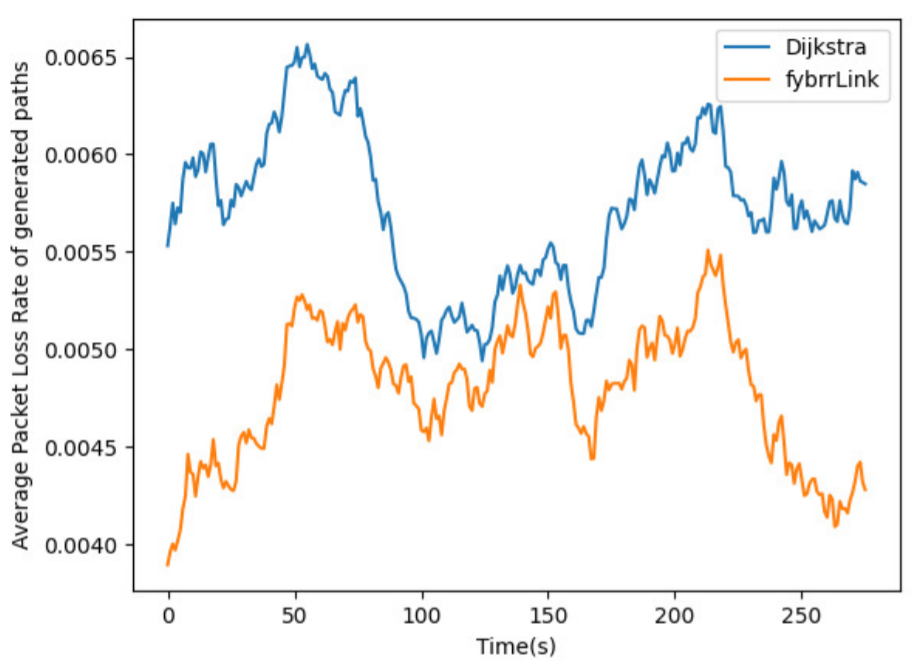 Average Packet Loss Rate of generated paths
0.0065
0.0060
0.0055
0.0050
0.0045
0.0040
Dijkstra
fybrrLink
0 50 100 150 200 250
Time(s)